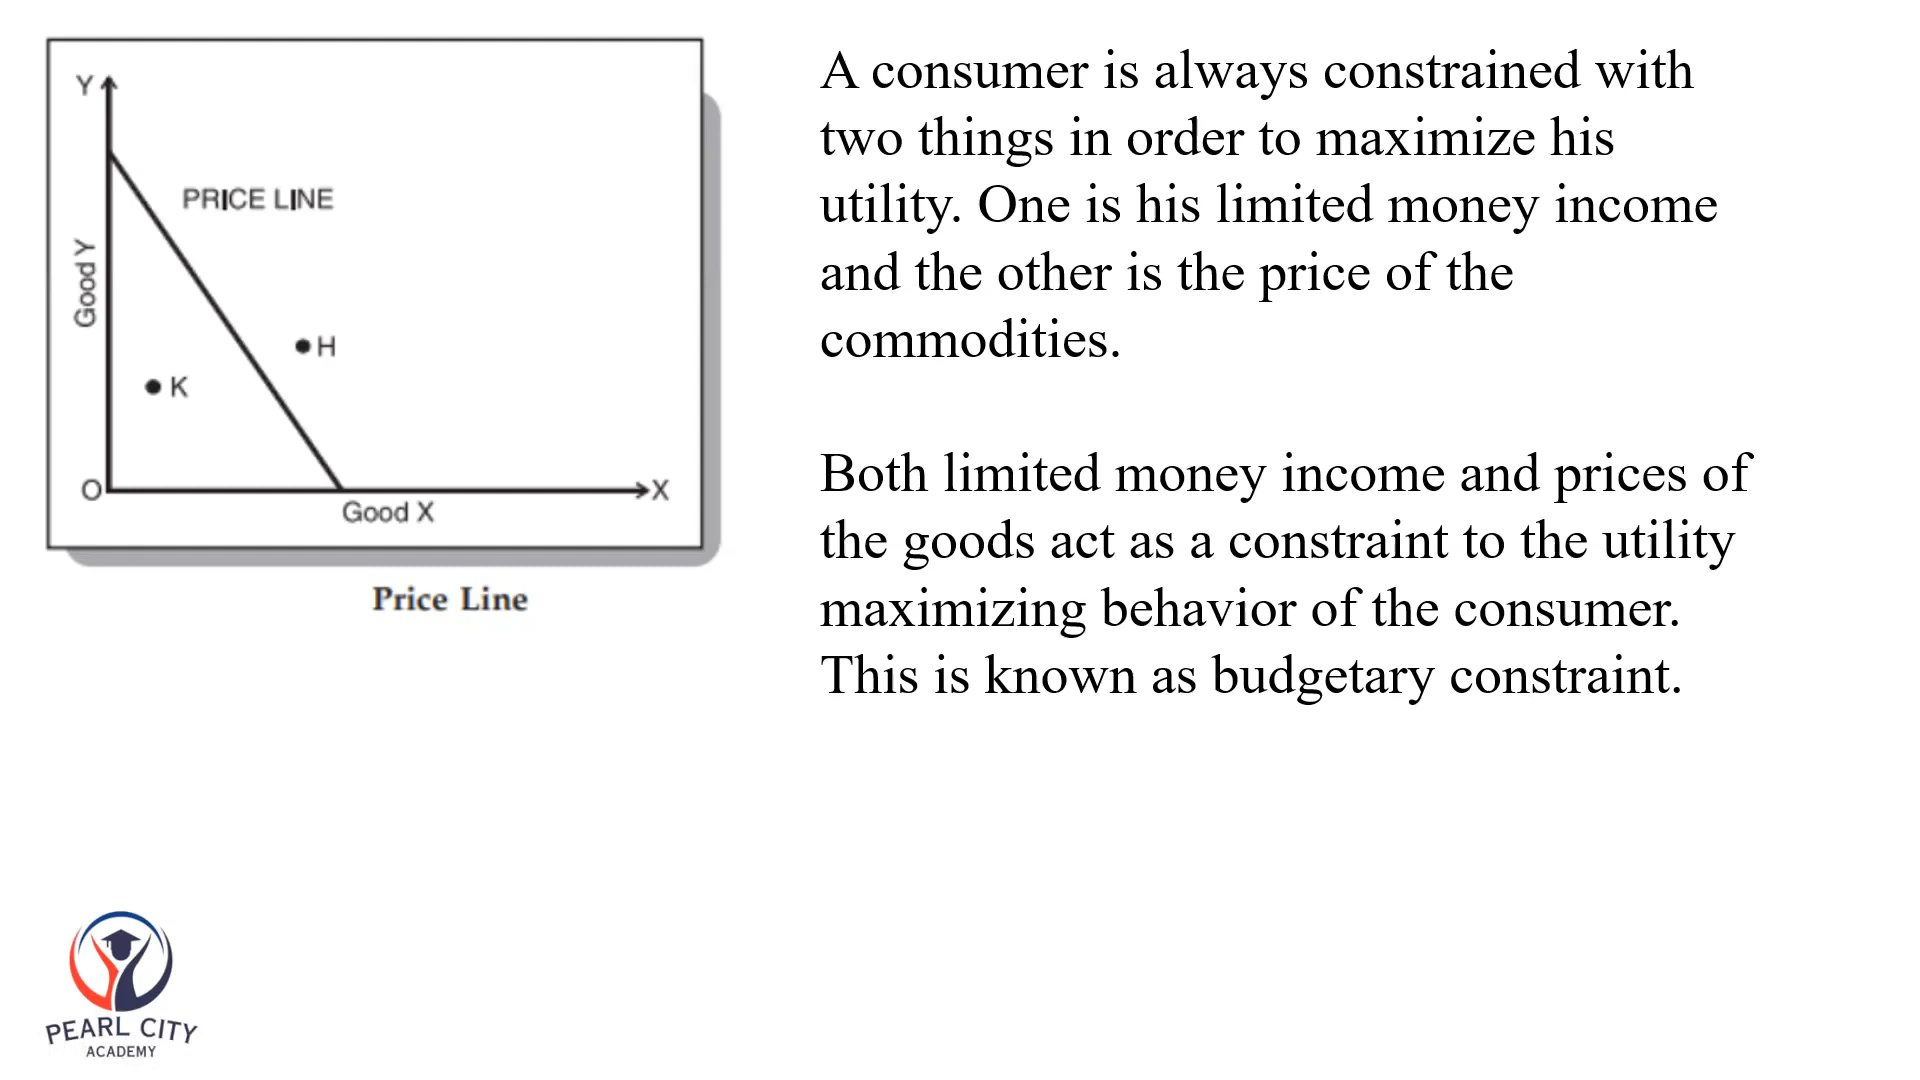 Y
PRICE LINE
Good Y
H
K
O
X
Good X
Price Line
A consumer is always constrained with
two things in order to maximize his
utility. One is his limited money income
and the other is the price of the
commodities.
Both limited money income and prices of
the goods act as a constraint to the utility
maximizing behavior of the consumer.
This is known as budgetary constraint.
PEARL CITY
ACADEMY